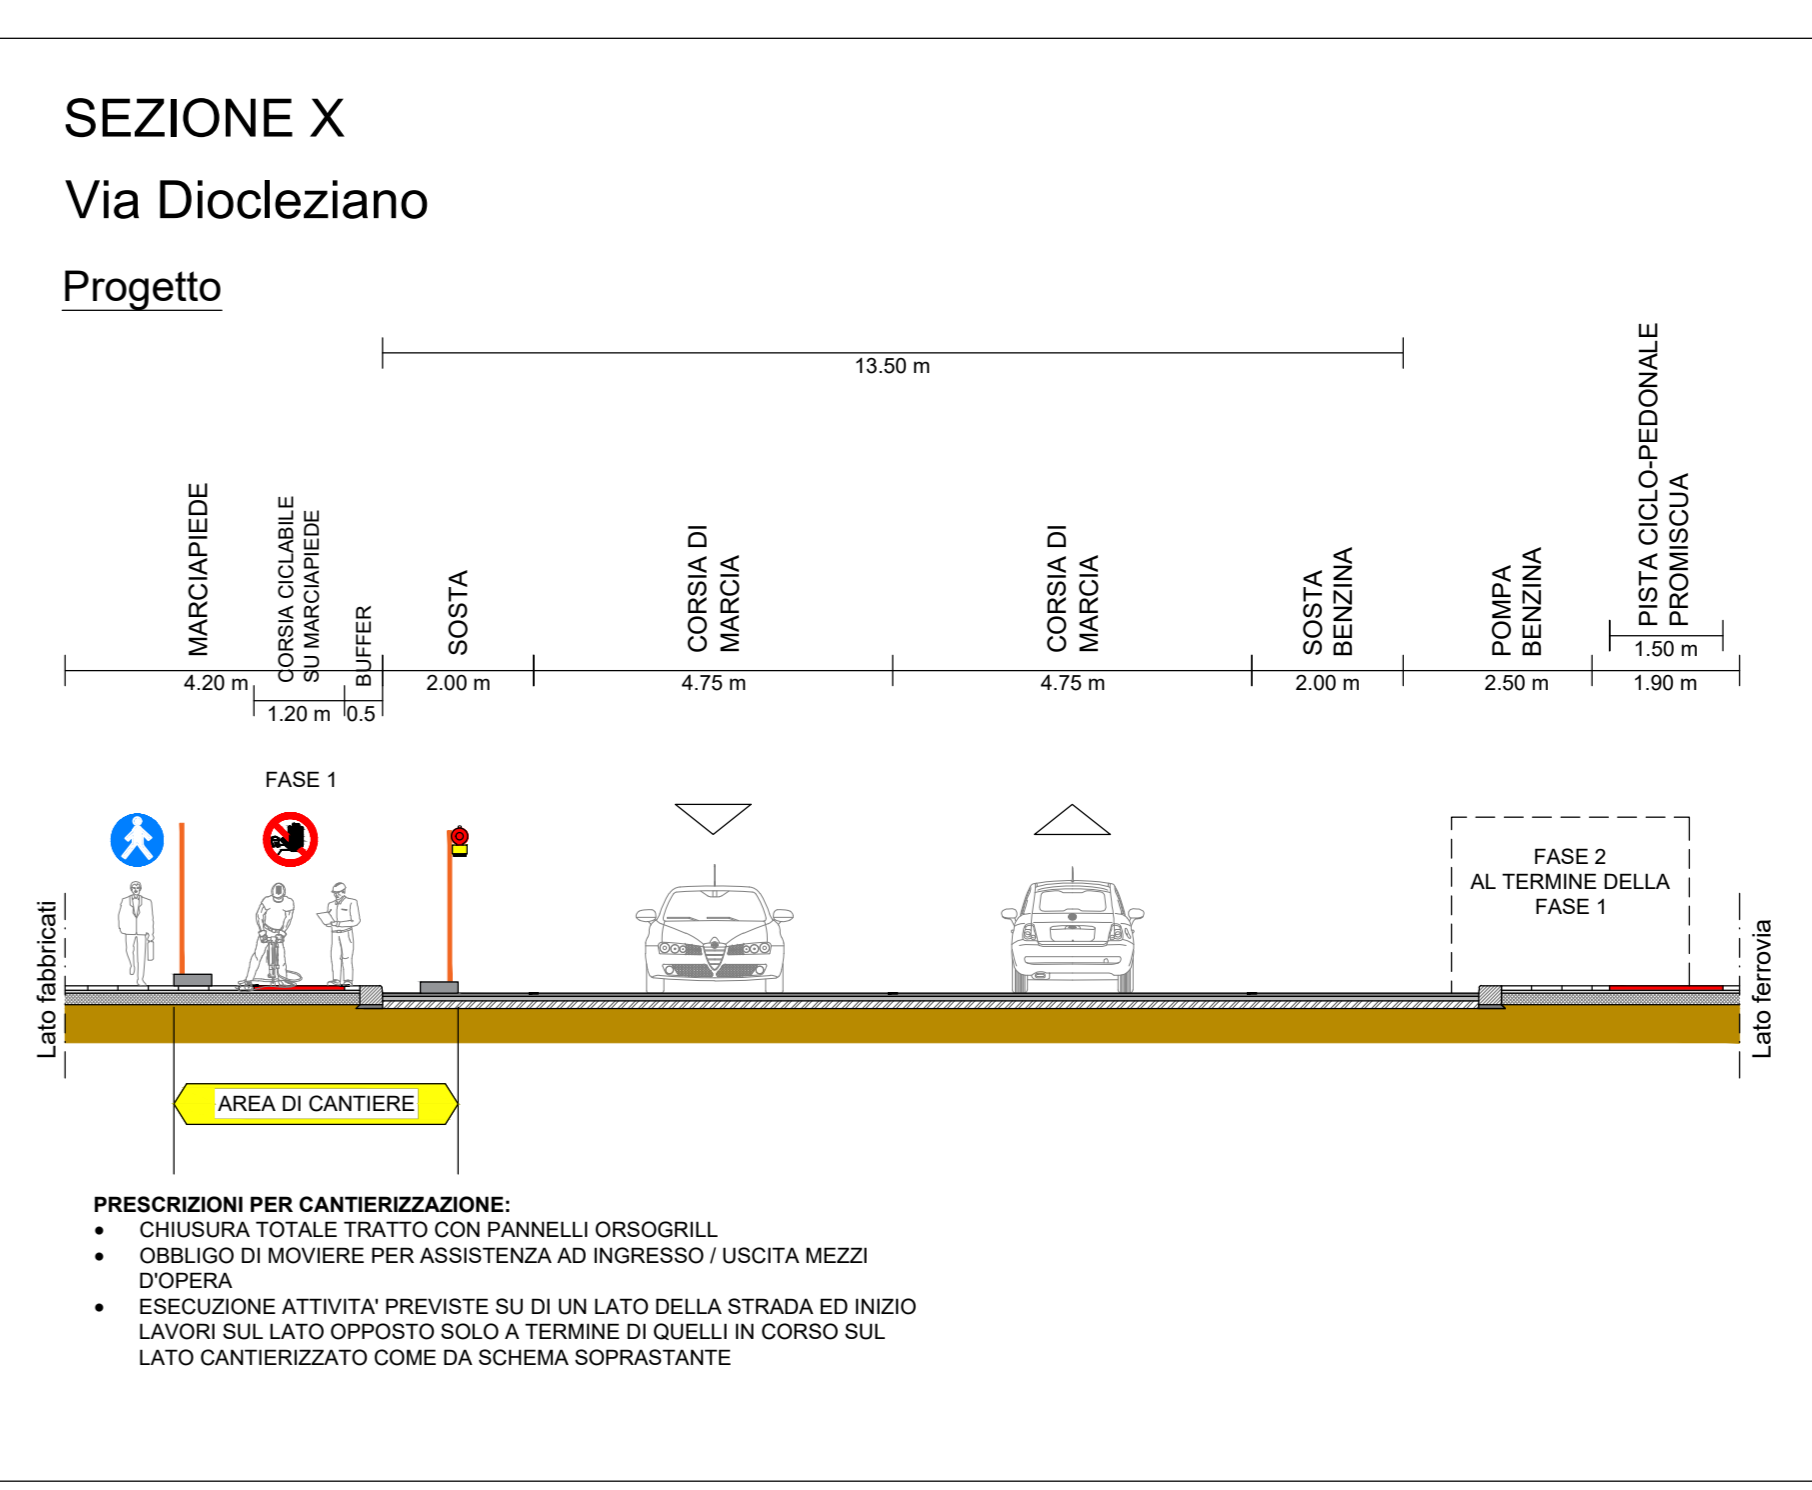 SEZIONE X
Via Diocleziano
Progetto
13.50 m
MARCIAPIEDE
CORSIA CICLABILE
SU MARCIAPIEDE
BUFFER
SOSTA
CORSIA DI
MARCIA
CORSIA DI
MARCIA
SOSTA
BENZINA
POMPA
BENZINA
PISTA CICLO-PEDONALE
PROMISCUA
1.50 m
4.20 m
2.00 m
4.75 m
4.75 m
2.00 m
2.50 m
1.90 m
1.20 m
0.5
FASE 1
FASE 2
AL TERMINE DELLA
FASE 1
Lato fabbricati
Lato ferrovia
AREA DI CANTIERE
PRESCRIZIONI PER CANTIERIZZAZIONE:
• CHIUSURA TOTALE TRATTO CON PANNELLI ORSOGRILL
• OBBLIGO DI MOVIERE PER ASSISTENZA AD INGRESSO / USCITA MEZZI
D'OPERA
• ESECUZIONE ATTIVITA' PREVISTE SU DI UN LATO DELLA STRADA ED INIZIO
LAVORI SUL LATO OPPOSTO SOLO A TERMINE DI QUELLI IN CORSO SUL
LATO CANTIERIZZATO COME DA SCHEMA SOPRASTANTE